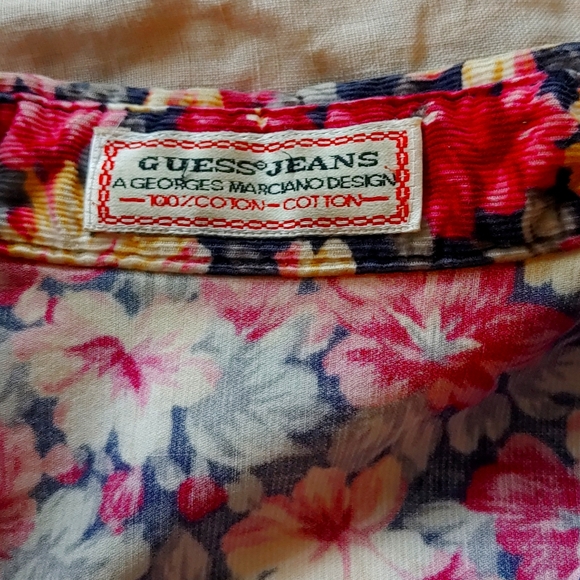 GUESS® JEANS
A GEORGES MARCIANO DESIGN
100% COTON - COTTON